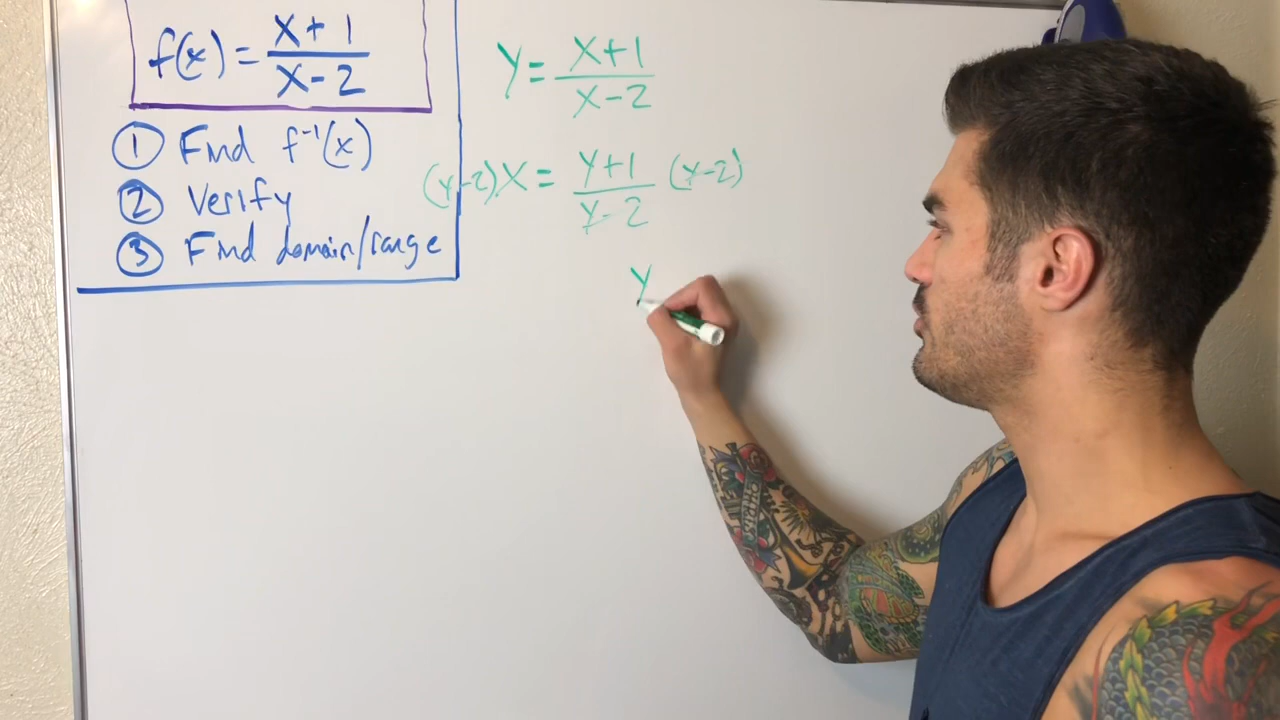 f(x) = x+1 / x-2
① Find f⁻¹(x)
② Verify
③ Find domain/range
y = x+1 / x-2
(y-2) x = y+1 / y-2 (y-2)
y